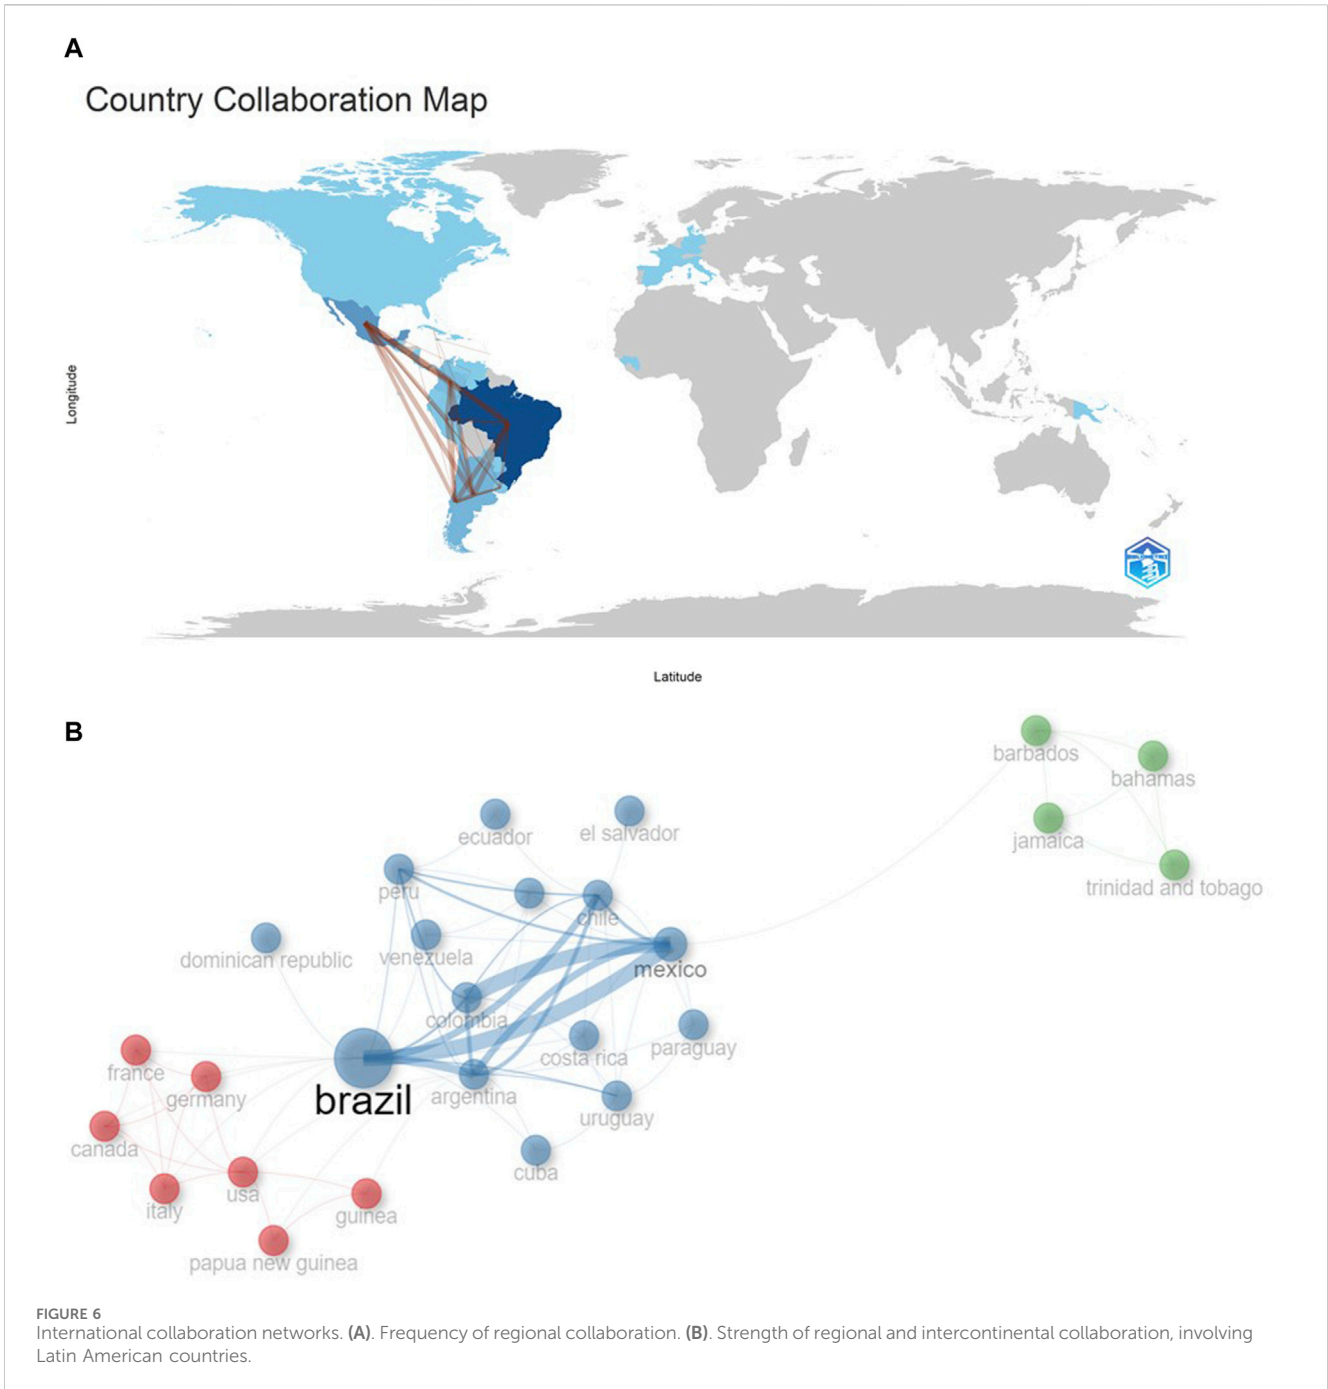 A
Country Collaboration Map
Longitude
Latitude
B
barbados
bahamas
jamaica
trinidad and tobago
ecuador
el salvador
peru
chile
dominican republic
venezuela
mexico
colombia
costa rica
paraguay
france
germany
brazil
argentina
uruguay
canada
cuba
usa
italy
guinea
papua new guinea
FIGURE 6
International collaboration networks. (A). Frequency of regional collaboration. (B). Strength of regional and intercontinental collaboration, involving
Latin American countries.